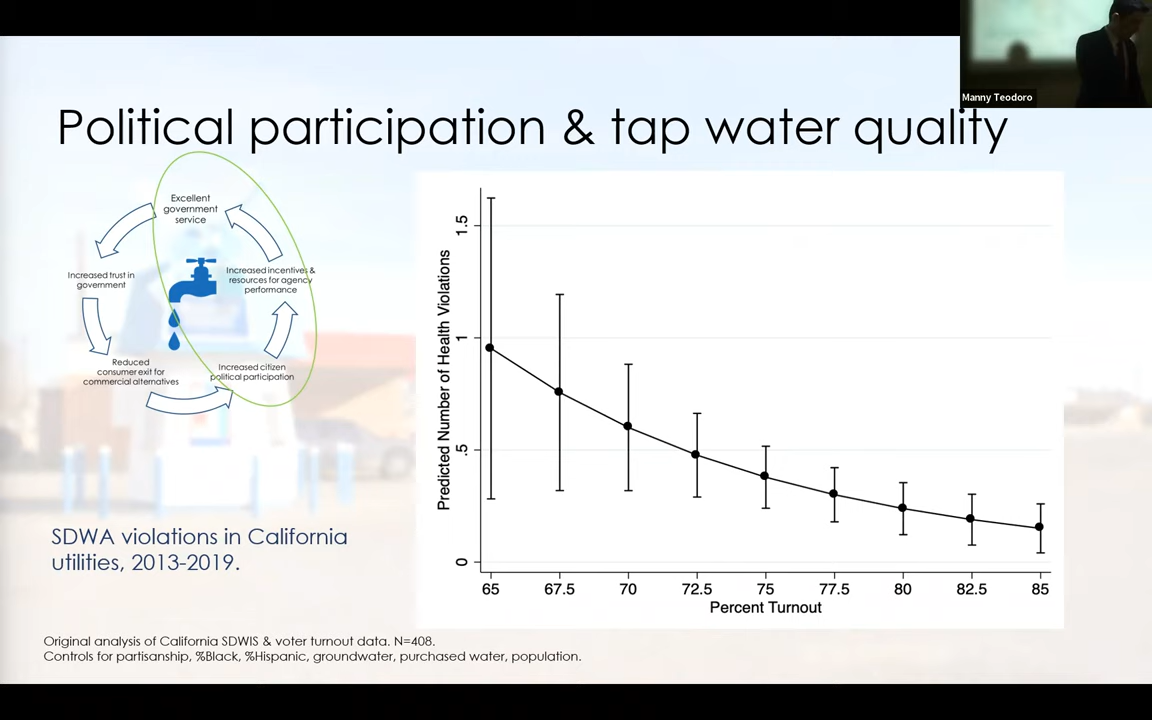 Manny Teodoro
Political participation & tap water quality
Excellent
government
service
Increased trust in
government
Increased incentives &
resources for agency
performance
Reduced
consumer exit for
commercial alternatives
Increased citizen
political participation
SDWA violations in California
utilities, 2013-2019.
Predicted Number of Health Violations
1.5
1
.5
0
65 67.5 70 72.5 75 77.5 80 82.5 85
Percent Turnout
Original analysis of California SDWIS & voter turnout data. N=408.
Controls for partisanship, %Black, %Hispanic, groundwater, purchased water, population.